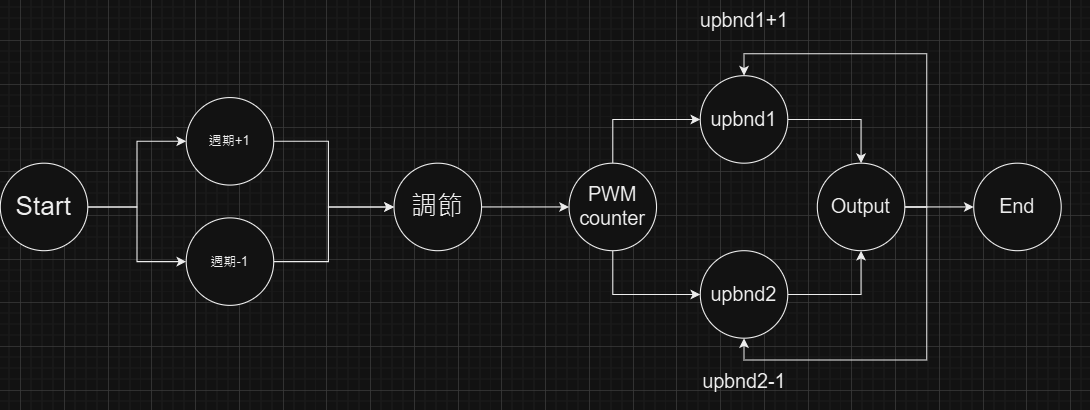 Start
週期+1
週期-1
調節
PWM
counter
upbnd1+1
upbnd1
upbnd2
upbnd2-1
Output
End